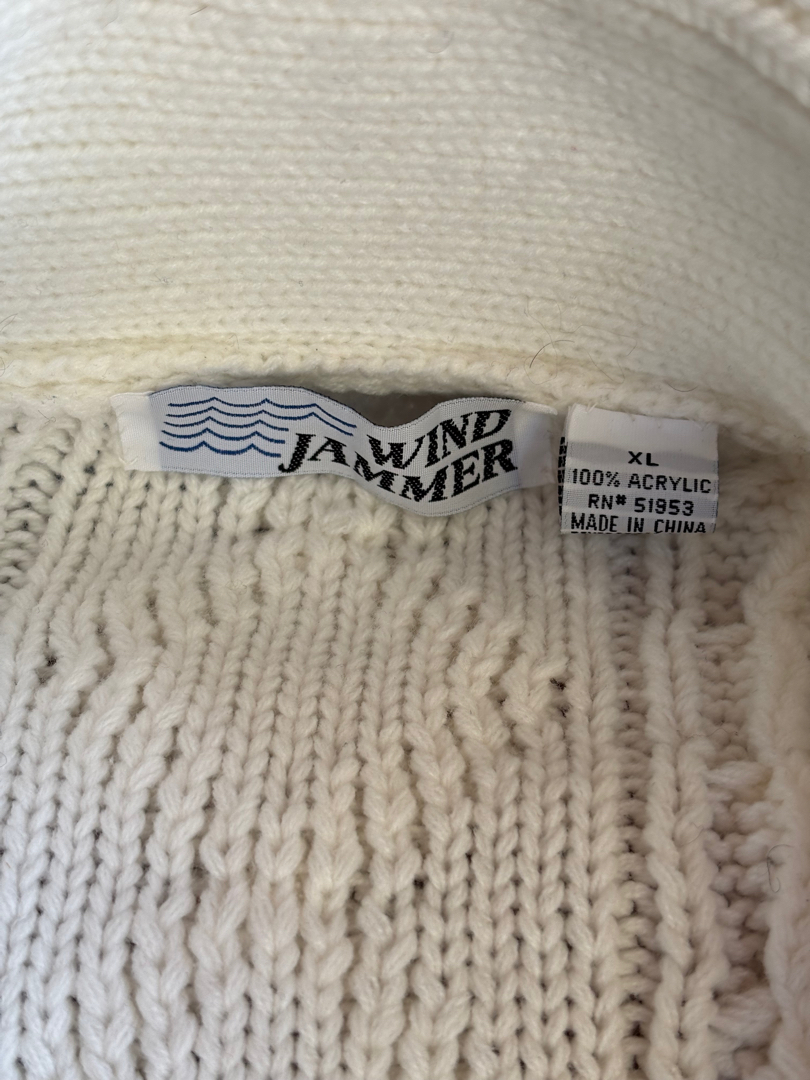 WIND
JAMMER
XL
100% ACRYLIC
RN# 51953
MADE IN CHINA